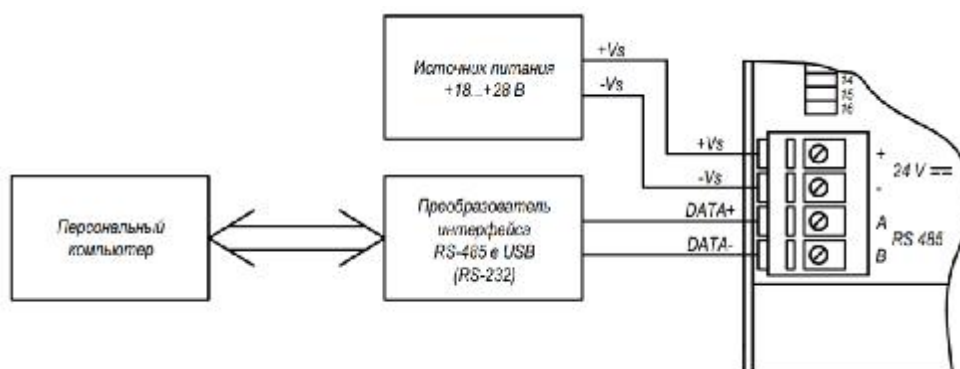 Источник питания
+18...+28 В
+Vs
-Vs
14
15
16
+Vs
-Vs
DATA+
DATA-
+
24 V
-
A
RS 485
B
Персональный
компьютер
Преобразователь
интерфейса
RS-485 в USB
(RS-232)